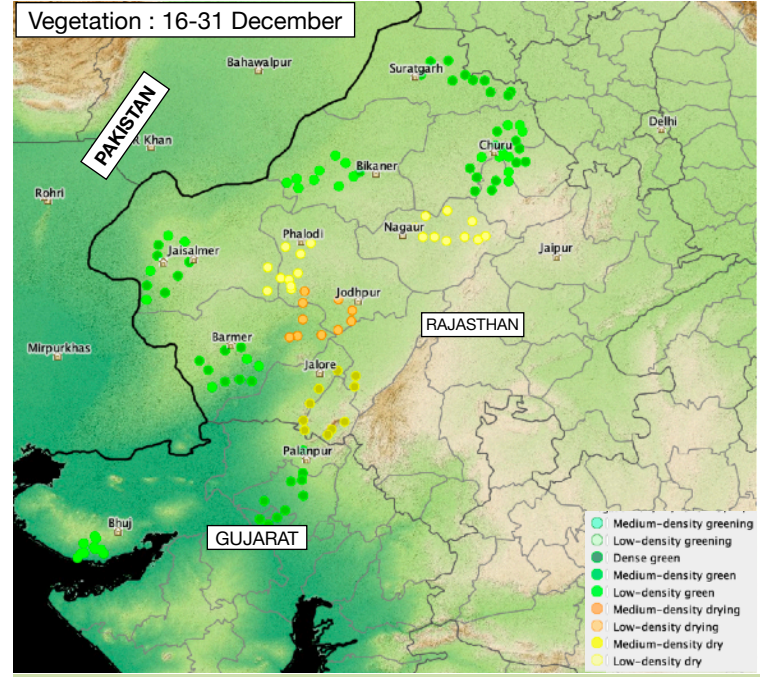 Vegetation : 16-31 December
Bahawalpur
Suratgarh
PAKISTAN
Khan
Delhi
Churu
Bikaner
Rohri
Phalodi
Nagaur
Jaisalmer
Jaipur
Jodhpur
RAJASTHAN
Barmer
Mirpurkhas
Jalore
Palanpur
Bhuj
GUJARAT
Medium-density greening
Low-density greening
Dense green
Medium-density green
Low-density green
Medium-density drying
Low-density drying
Medium-density dry
Low-density dry